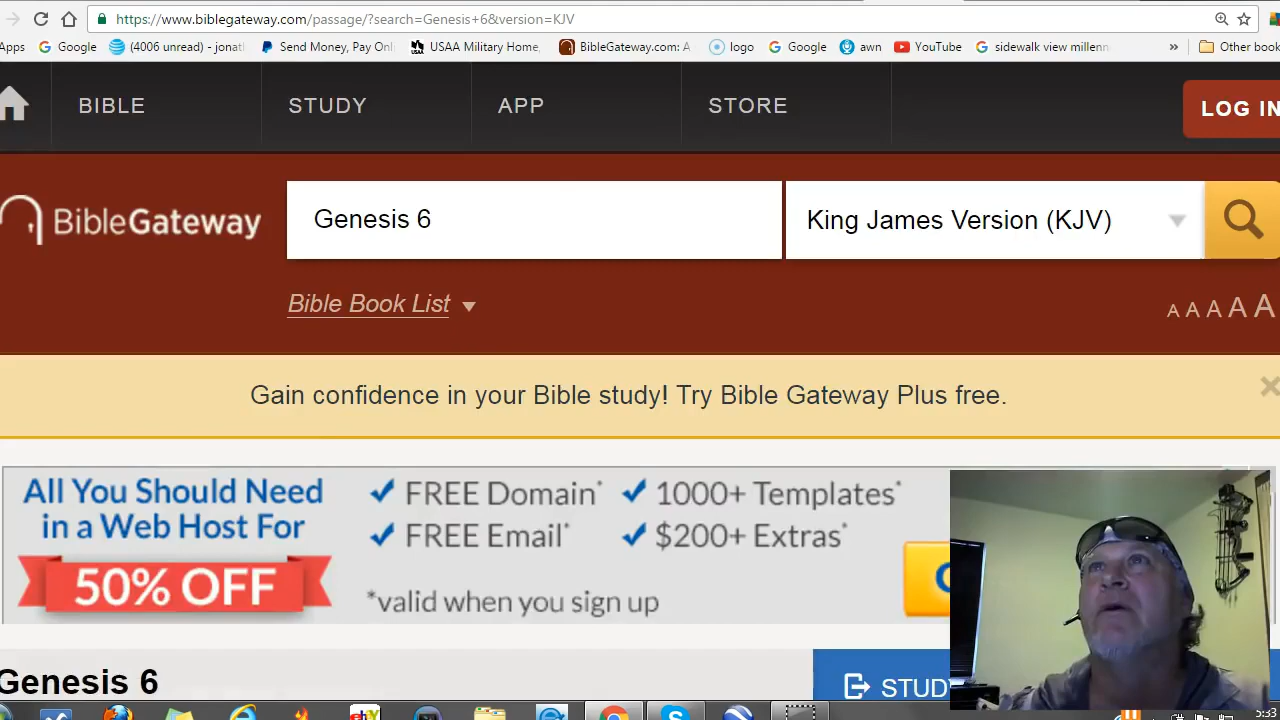 https://www.biblegateway.com/passage/?search=Genesis+6&version=KJV
Apps Google (4006 unread) - jonat Send Money, Pay Onl USAA Military Home, BibleGateway.com: A logo Google awn YouTube sidewalk view millenn » Other book
BIBLE STUDY APP STORE LOG IN
BibleGateway Genesis 6 King James Version (KJV)
Bible Book List A A A A A
Gain confidence in your Bible study! Try Bible Gateway Plus free.
All You Should Need
in a Web Host For
50% OFF
FREE Domain* 1000+ Templates*
FREE Email* $200+ Extras*
*valid when you sign up
Genesis 6
STUDY
ebY
5:33